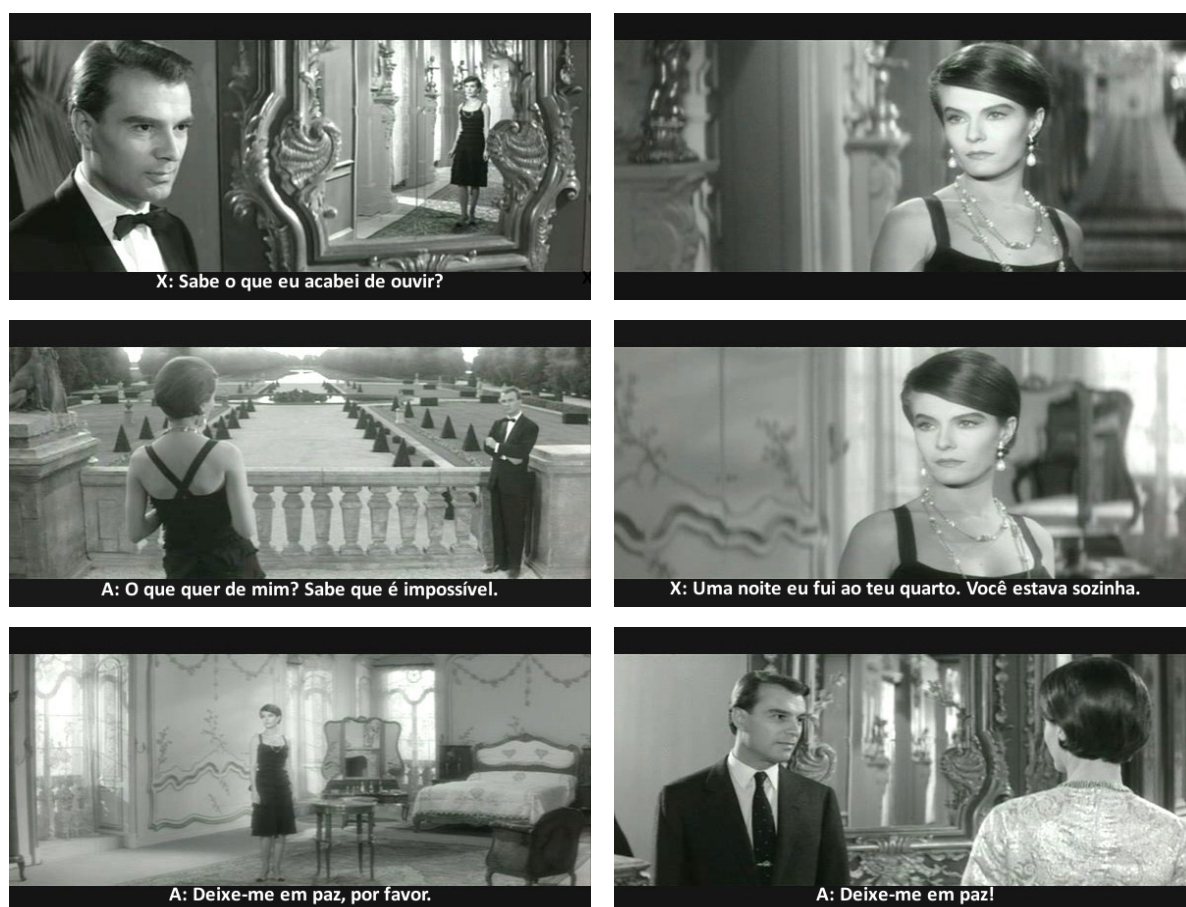 X: Sabe o que eu acabei de ouvir?
A: O que quer de mim? Sabe que é impossível.
X: Uma noite eu fui ao teu quarto. Você estava sozinha.
A: Deixe-me em paz, por favor.
A: Deixe-me em paz!